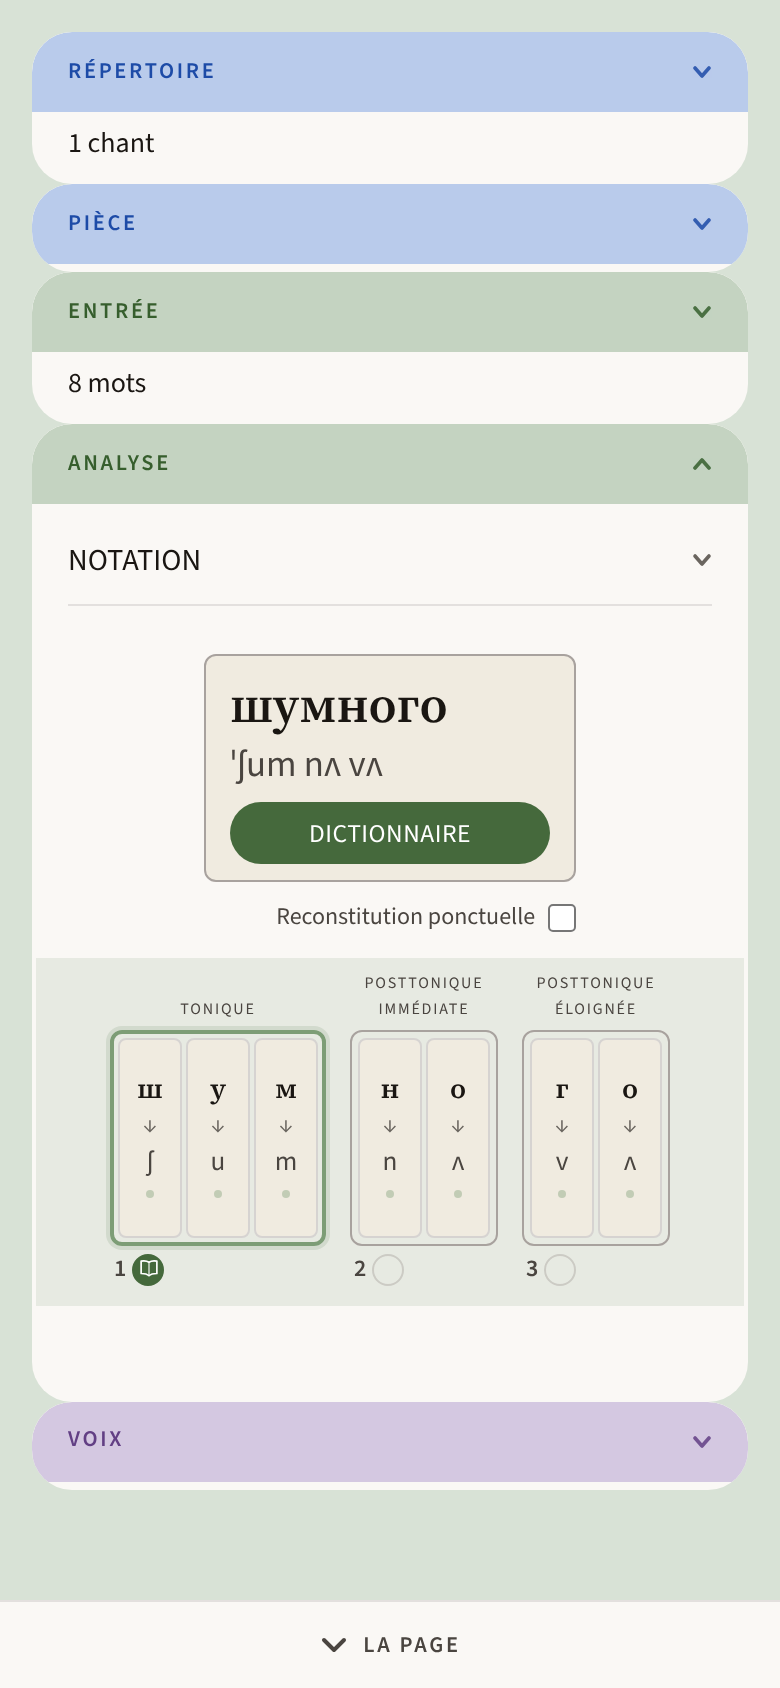 RÉPERTOIRE
1 chant
PIÈCE
ENTRÉE
8 mots
ANALYSE
NOTATION
шумного
ˈʃum nʌ vʌ
DICTIONNAIRE
Reconstitution ponctuelle
TONIQUE
POSTTONIQUE IMMÉDIATE
POSTTONIQUE ÉLOIGNÉE
ш у м н о г о
↓ ↓ ↓ ↓ ↓ ↓ ↓
ʃ u m n ʌ v ʌ
1 2 3
VOIX
LA PAGE